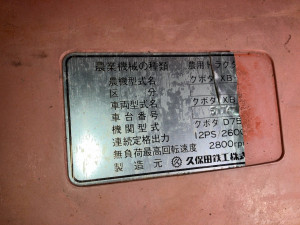 農業機械の種類 農用トラクタ
農機型式名 クボタ XB
区分
車両型式名 クボタ XB
車台番号
機関型式 クボタ D7E
連続定格出力 12PS/2600
無負荷最高回転速度 2800rpm
製造元 久保田鉄工株式